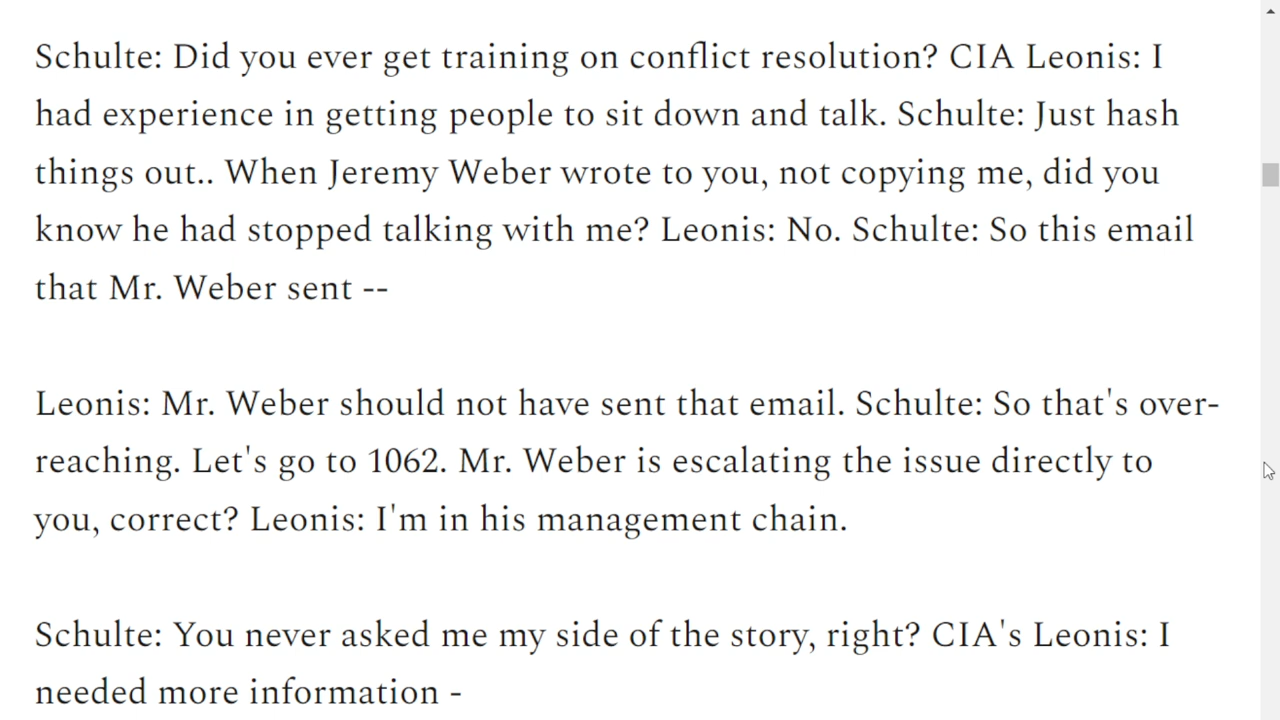 Schulte: Did you ever get training on conflict resolution? CIA Leonis: I
had experience in getting people to sit down and talk. Schulte: Just hash
things out.. When Jeremy Weber wrote to you, not copying me, did you
know he had stopped talking with me? Leonis: No. Schulte: So this email
that Mr. Weber sent --
Leonis: Mr. Weber should not have sent that email. Schulte: So that's over-
reaching. Let's go to 1062. Mr. Weber is escalating the issue directly to
you, correct? Leonis: I'm in his management chain.
Schulte: You never asked me my side of the story, right? CIA's Leonis: I
needed more information -